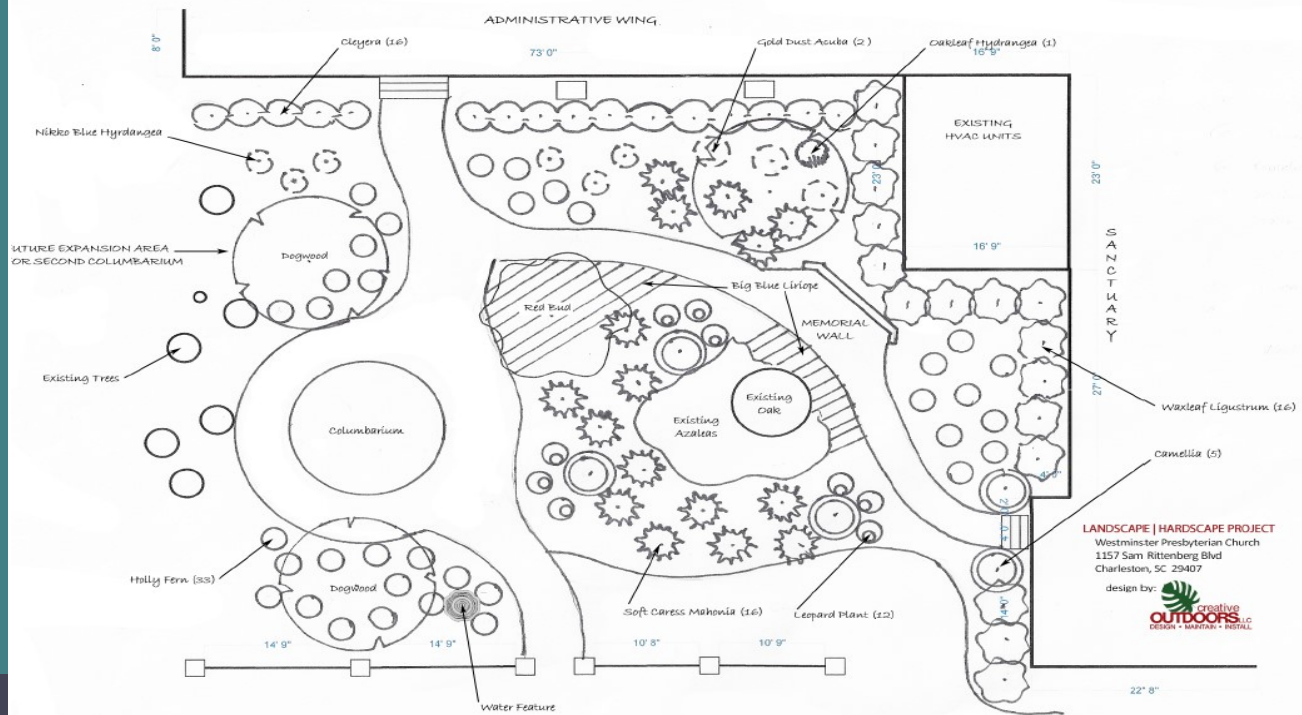 ADMINISTRATIVE WING
8' 0"
Cleyera (16)
73' 0"
Gold Dust Acuba (2)
Oakleaf Hydrangea (1)
16' 9"
Nikko Blue Hyrdangea
EXISTING
HVAC UNITS
23' 0"
23' 0"
UTURE EXPANSION AREA
OR SECOND COLUMBARIUM
Dogwood
16' 9"
SANCTUARY
Big Blue Liriope
Red Bud
MEMORIAL
WALL
Existing Trees
27' 0"
Existing
Oak
Waxleaf Ligustrum (16)
Existing
Azaleas
Columbarium
Camellia (5)
4' 0"
LANDSCAPE | HARDSCAPE PROJECT
Westminster Presbyterian Church
1157 Sam Rittenberg Blvd
Charleston, SC 29407
design by:
creative
OUTDOORS LLC
DESIGN • MAINTAIN • INSTALL
Holly Fern (33)
Dogwood
Soft Caress Mahonia (16)
Leopard Plant (12)
14' 9"
14' 9"
10' 8"
10' 9"
22' 8"
Water Feature